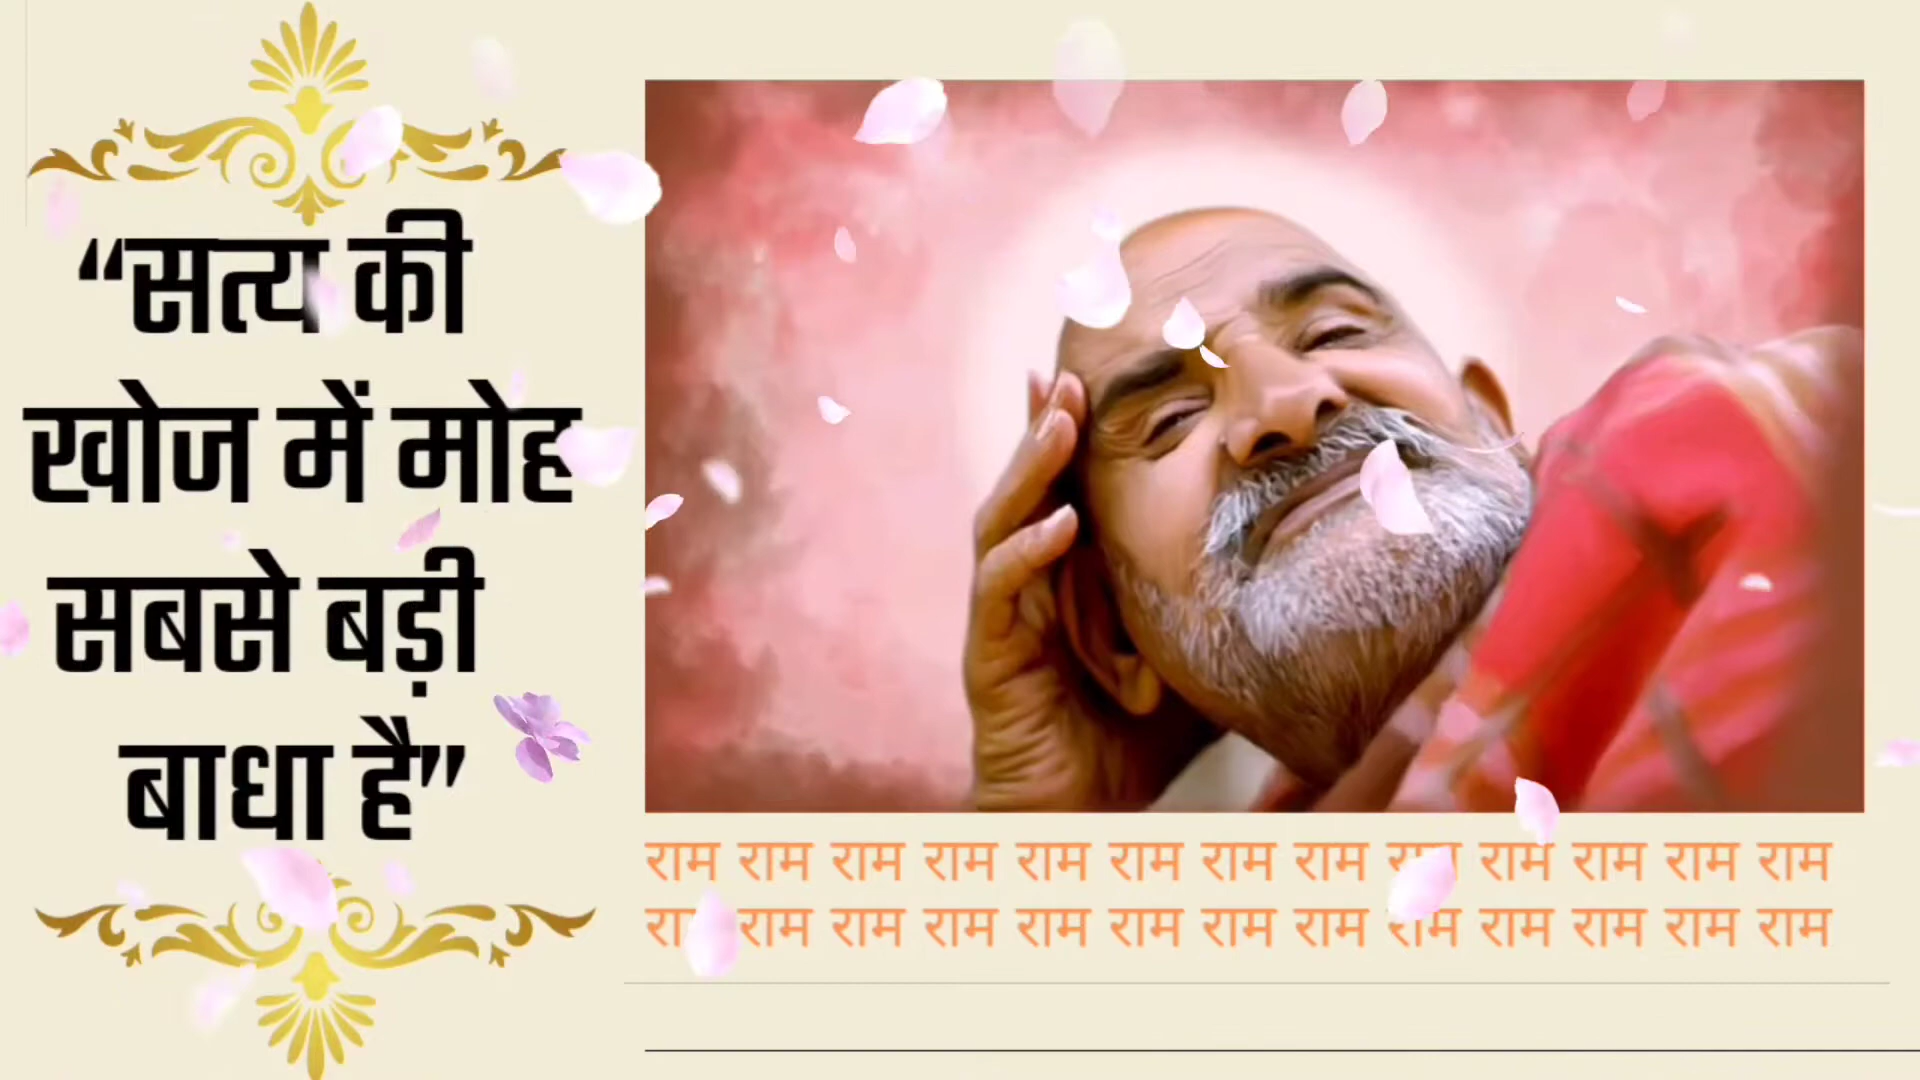 “सत्य की
खोज में मोह
सबसे बड़ी
बाधा है”
राम राम राम राम राम राम राम राम राम राम राम राम राम
राम राम राम राम राम राम राम राम राम राम राम राम राम